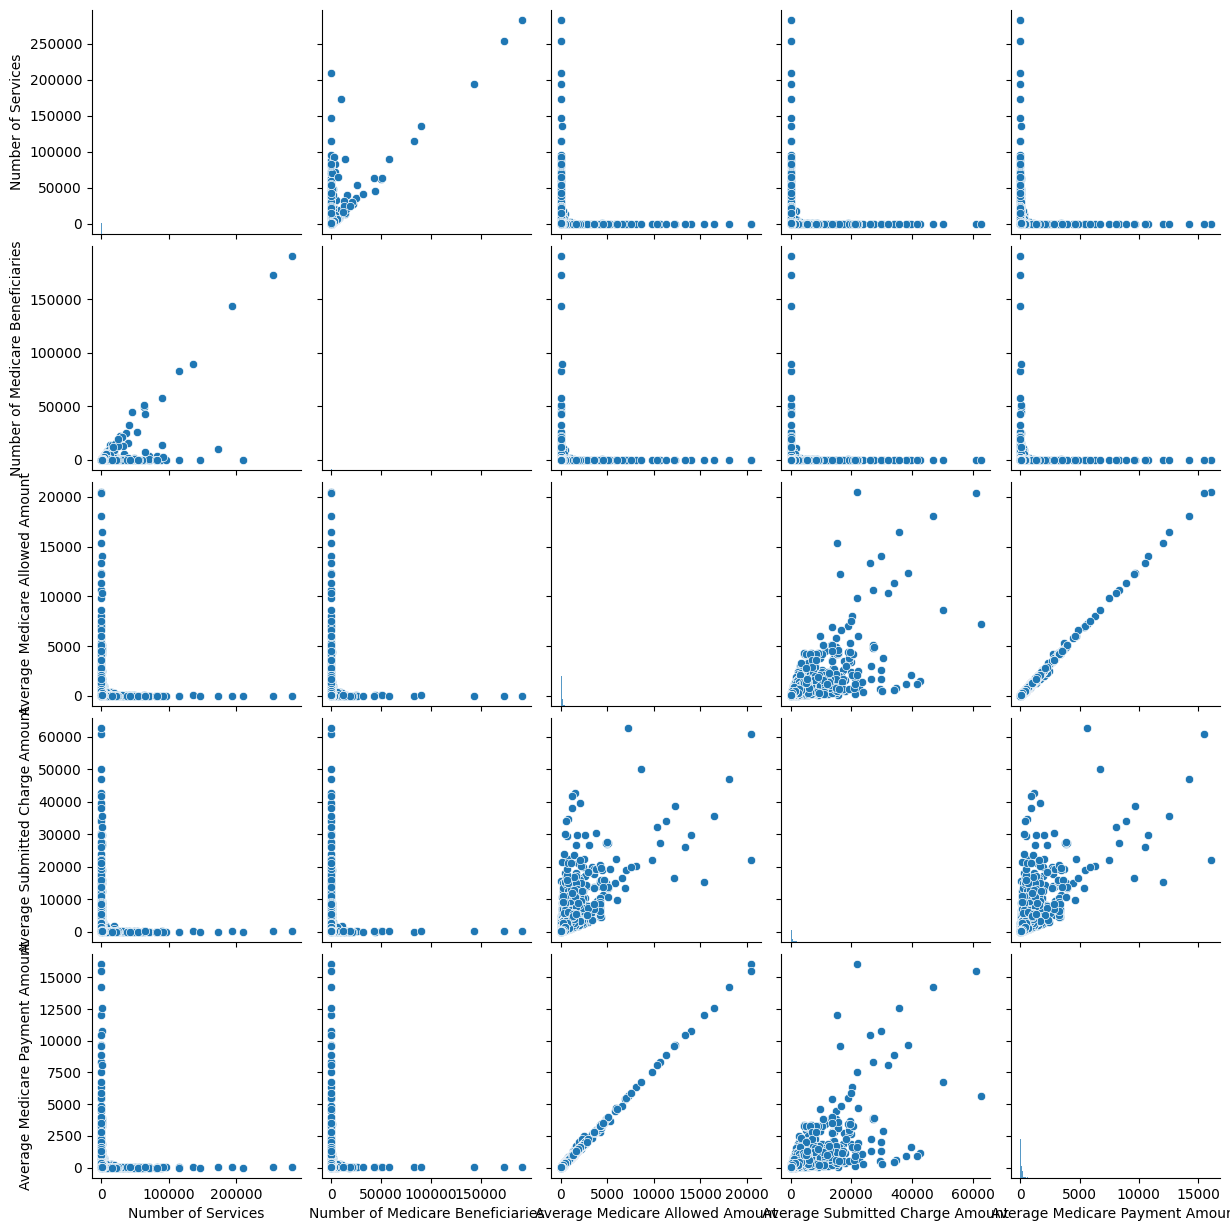 Number of Services
250000
200000
150000
100000
50000
0
Number of Medicare Beneficiaries
150000
100000
50000
0
Average Medicare Allowed Amount
20000
15000
10000
5000
0
Average Submitted Charge Amount
60000
50000
40000
30000
20000
10000
0
Average Medicare Payment Amount
15000
12500
10000
7500
5000
2500
0
0 100000 200000
0 50000 100000 150000
0 5000 10000 15000 20000
0 20000 40000 60000
0 5000 10000 15000
Number of Services
Number of Medicare Beneficiaries
Average Medicare Allowed Amount
Average Submitted Charge Amount
Average Medicare Payment Amoun